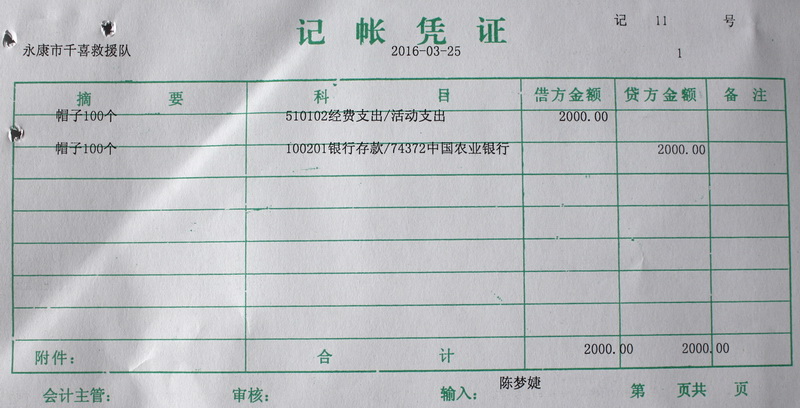 记 帐 凭 证
记 11 号
永康市千喜救援队 2016-03-25 1
摘 要 科 目 借方金额 贷方金额 备 注
帽子100个 510102经费支出/活动支出 2000.00
帽子100个 100201银行存款/74372中国农业银行 2000.00
附件： 合 计 2000.00 2000.00
会计主管： 审核： 输入： 陈梦婕 第 页共 页